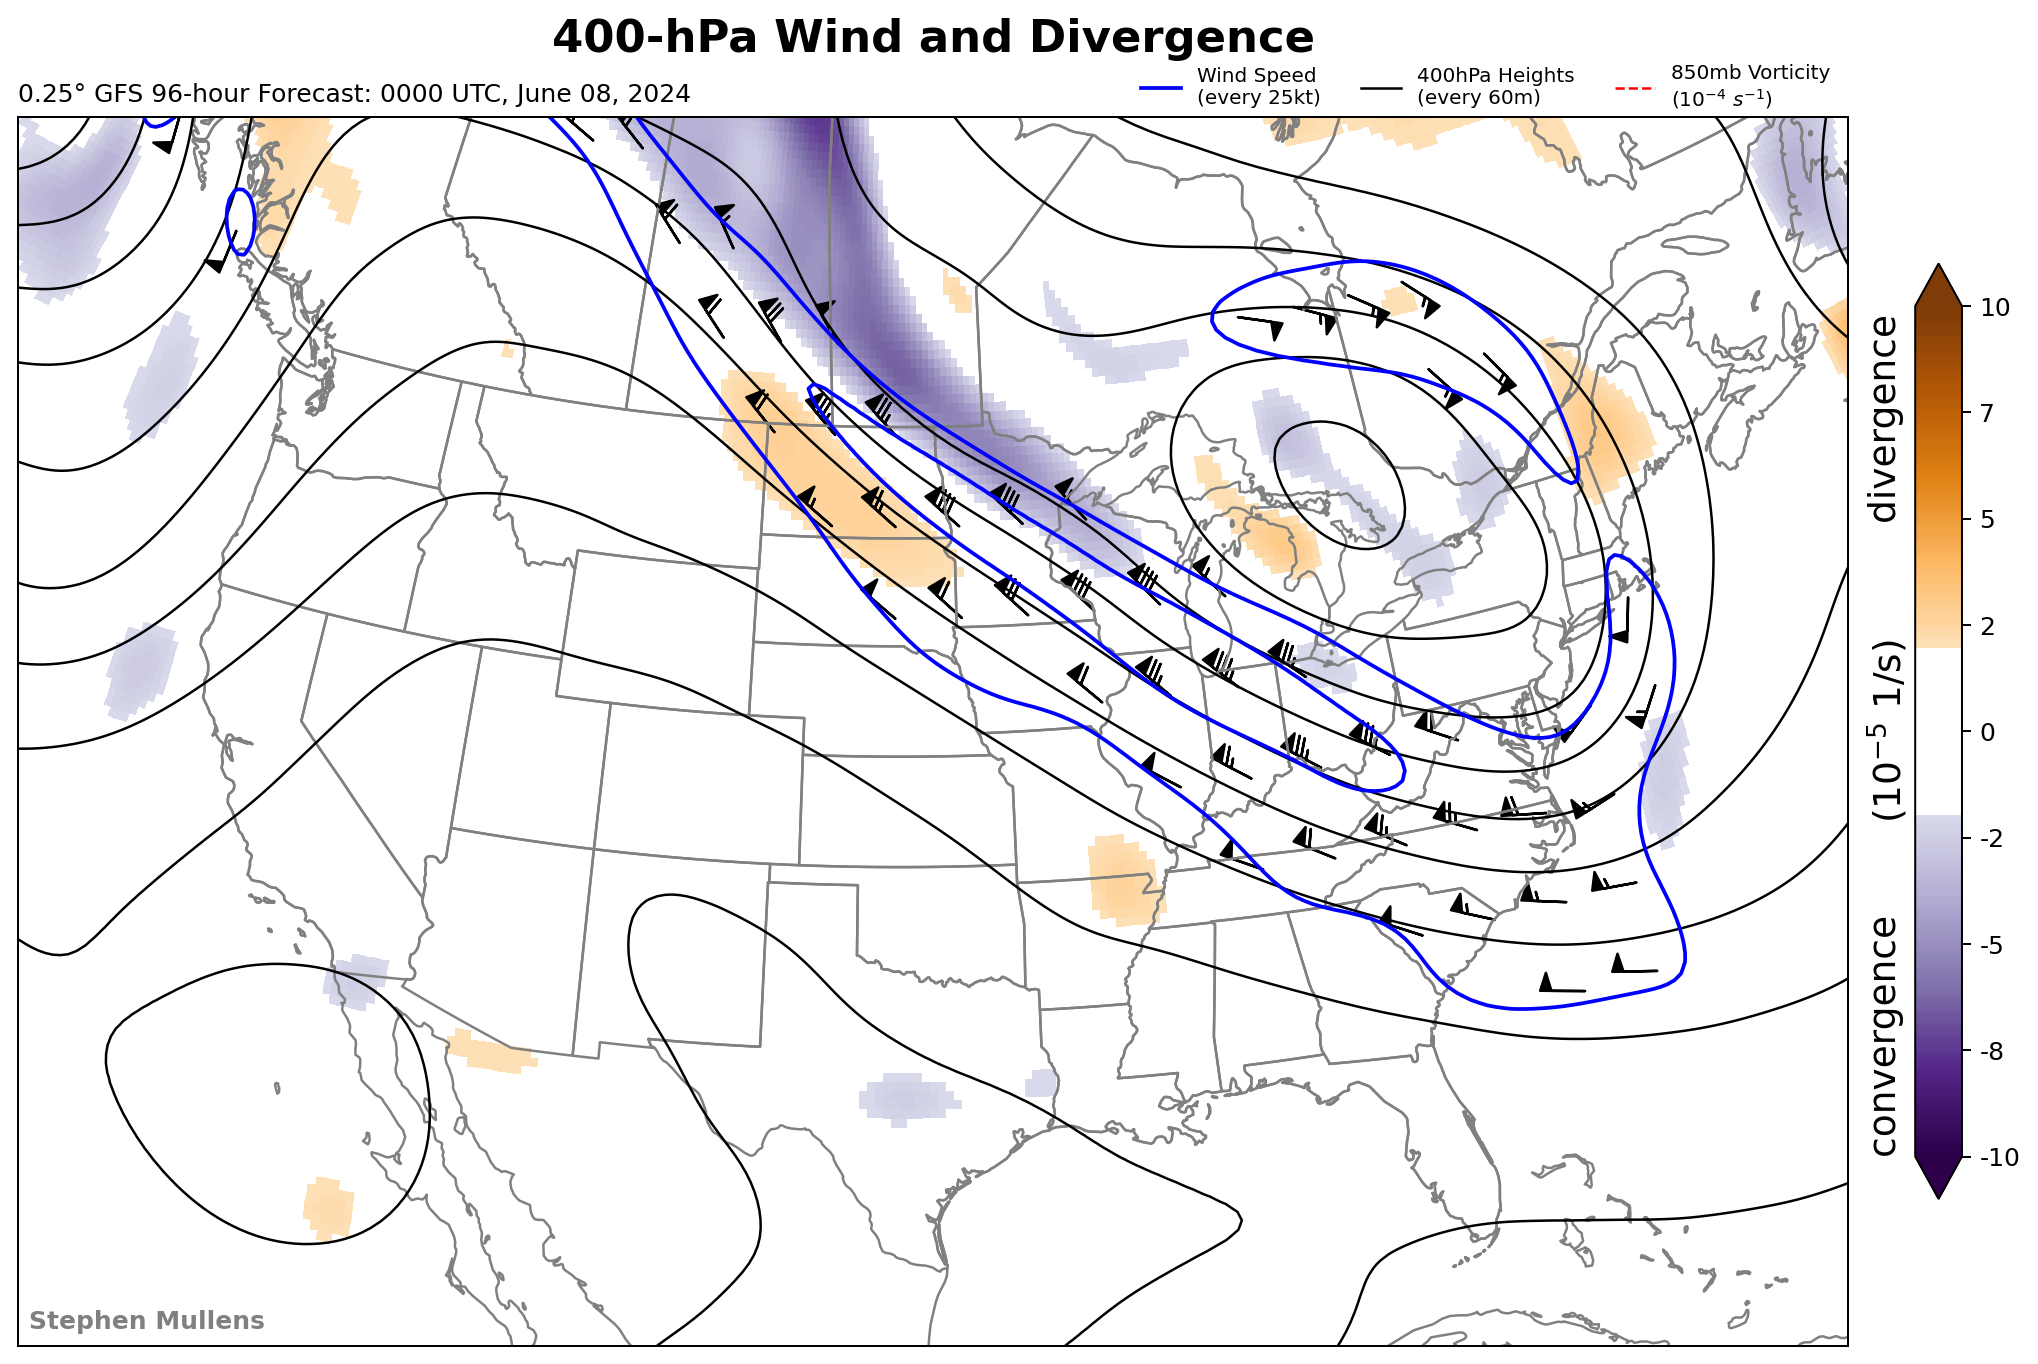 400-hPa Wind and Divergence
0.25° GFS 96-hour Forecast: 0000 UTC, June 08, 2024
Wind Speed
(every 25kt)
400hPa Heights
(every 60m)
850mb Vorticity
(10⁻⁴ s⁻¹)
10
7
5
2
0
-2
-5
-8
-10
convergence (10⁻⁵ 1/s) divergence
Stephen Mullens